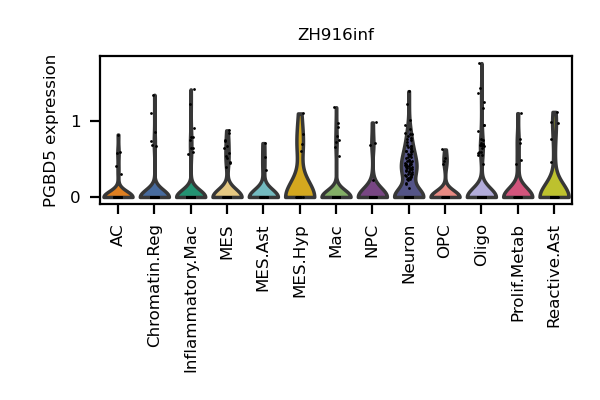 ZH916inf
PGBD5 expression
1
0
AC
Chromatin.Reg
Inflammatory.Mac
MES
MES.Ast
MES.Hyp
Mac
NPC
Neuron
OPC
Oligo
Prolif.Metab
Reactive.Ast